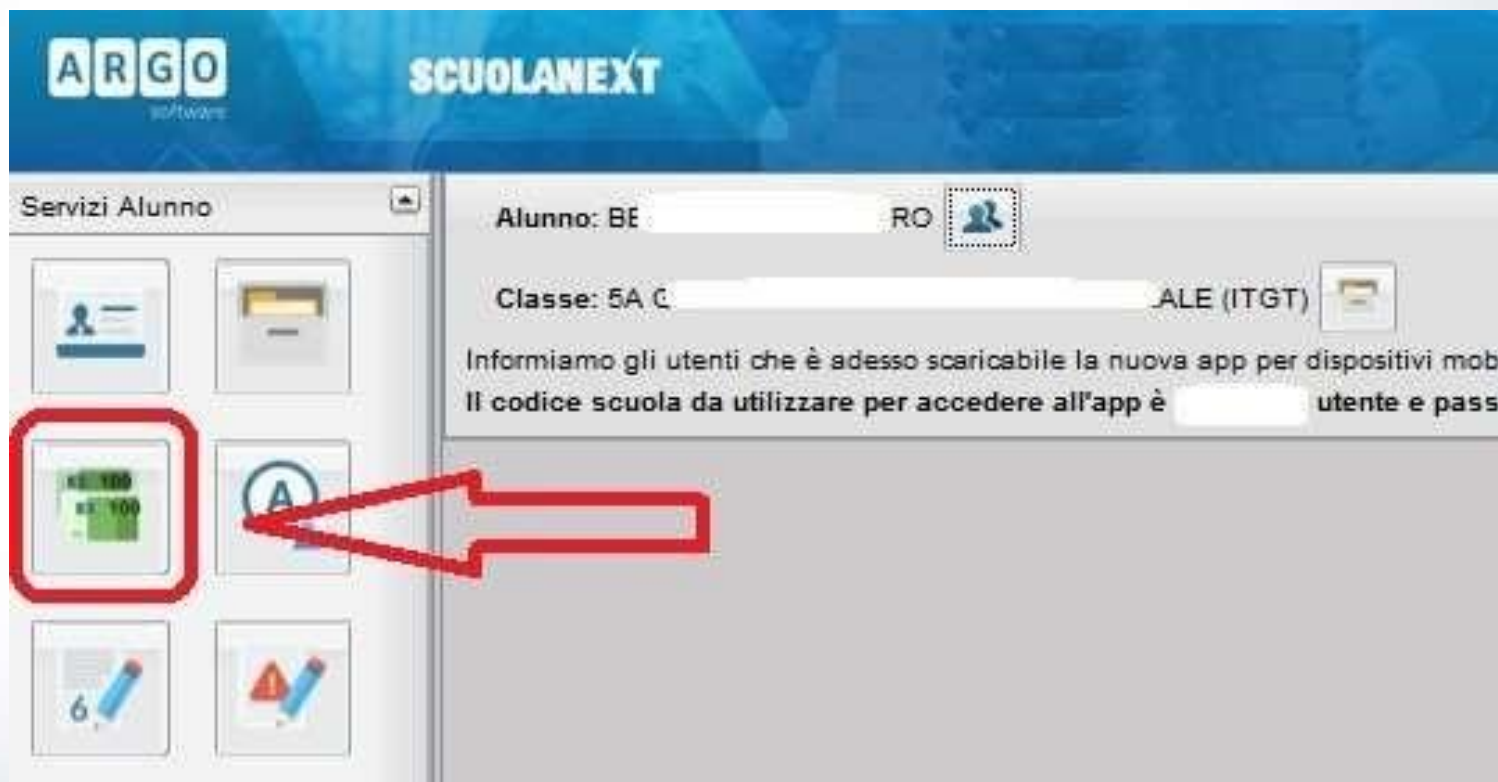 ARGO
software
SCUOLANEXT
Servizi Alunno
Alunno: BE RO
Classe: 5A ALE (ITGT)
Informiamo gli utenti che è adesso scaricabile la nuova app per dispositivi mob
Il codice scuola da utilizzare per accedere all'app è utente e pass
100
100
A
6